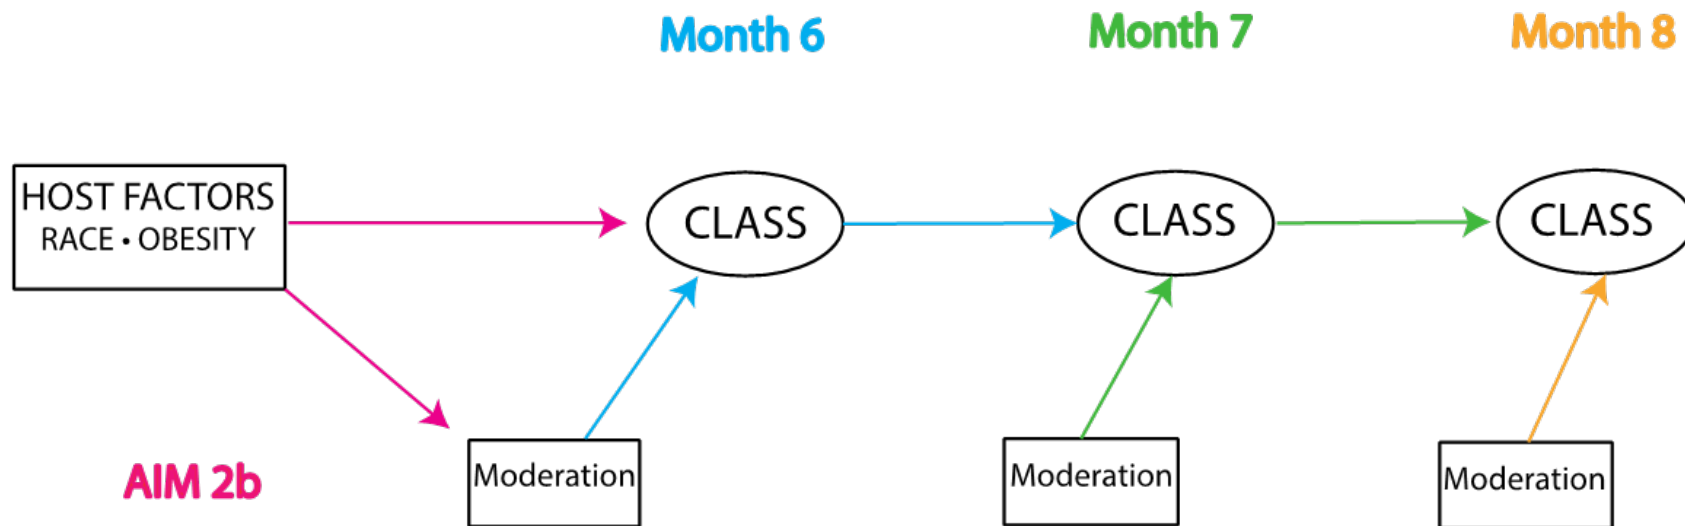 Month 6
Month 7
Month 8
HOST FACTORS
RACE • OBESITY
CLASS
CLASS
CLASS
AIM 2b
Moderation
Moderation
Moderation